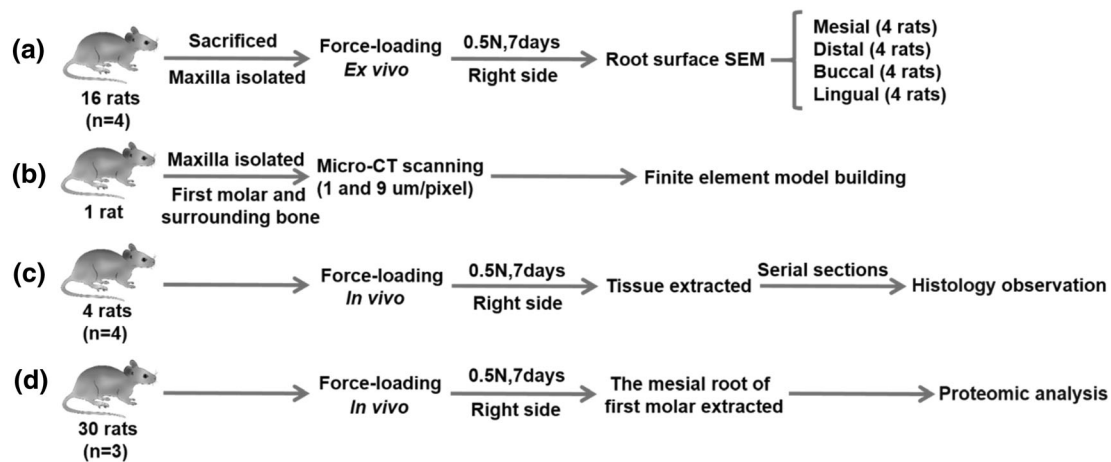 (a)
16 rats
(n=4)
Sacrificed
Maxilla isolated
Force-loading
Ex vivo
0.5N,7days
Right side
Root surface SEM
Mesial (4 rats)
Distal (4 rats)
Buccal (4 rats)
Lingual (4 rats)
(b)
1 rat
Maxilla isolated
First molar and
surrounding bone
Micro-CT scanning
(1 and 9 um/pixel)
Finite element model building
(c)
4 rats
(n=4)
Force-loading
In vivo
0.5N,7days
Right side
Tissue extracted
Serial sections
Histology observation
(d)
30 rats
(n=3)
Force-loading
In vivo
0.5N,7days
Right side
The mesial root of
first molar extracted
Proteomic analysis